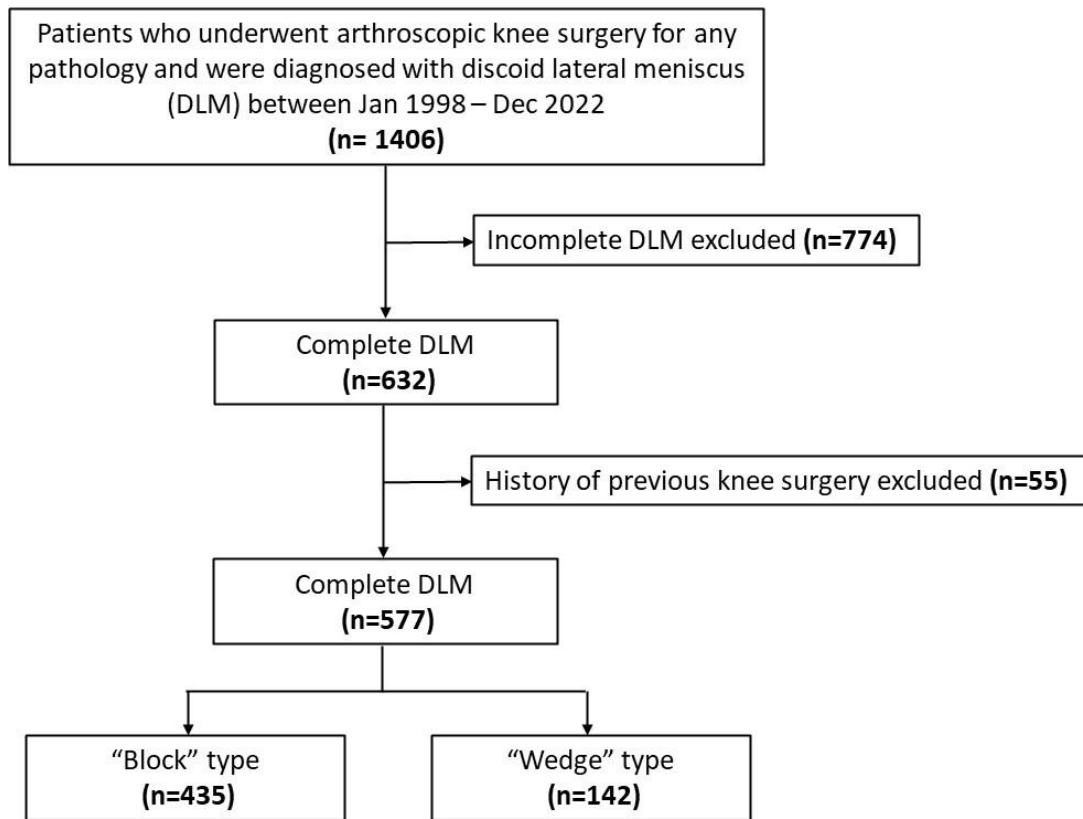 Patients who underwent arthroscopic knee surgery for any
pathology and were diagnosed with discoid lateral meniscus
(DLM) between Jan 1998 – Dec 2022
(n= 1406)
Incomplete DLM excluded (n=774)
Complete DLM
(n=632)
History of previous knee surgery excluded (n=55)
Complete DLM
(n=577)
“Block” type
(n=435)
“Wedge” type
(n=142)